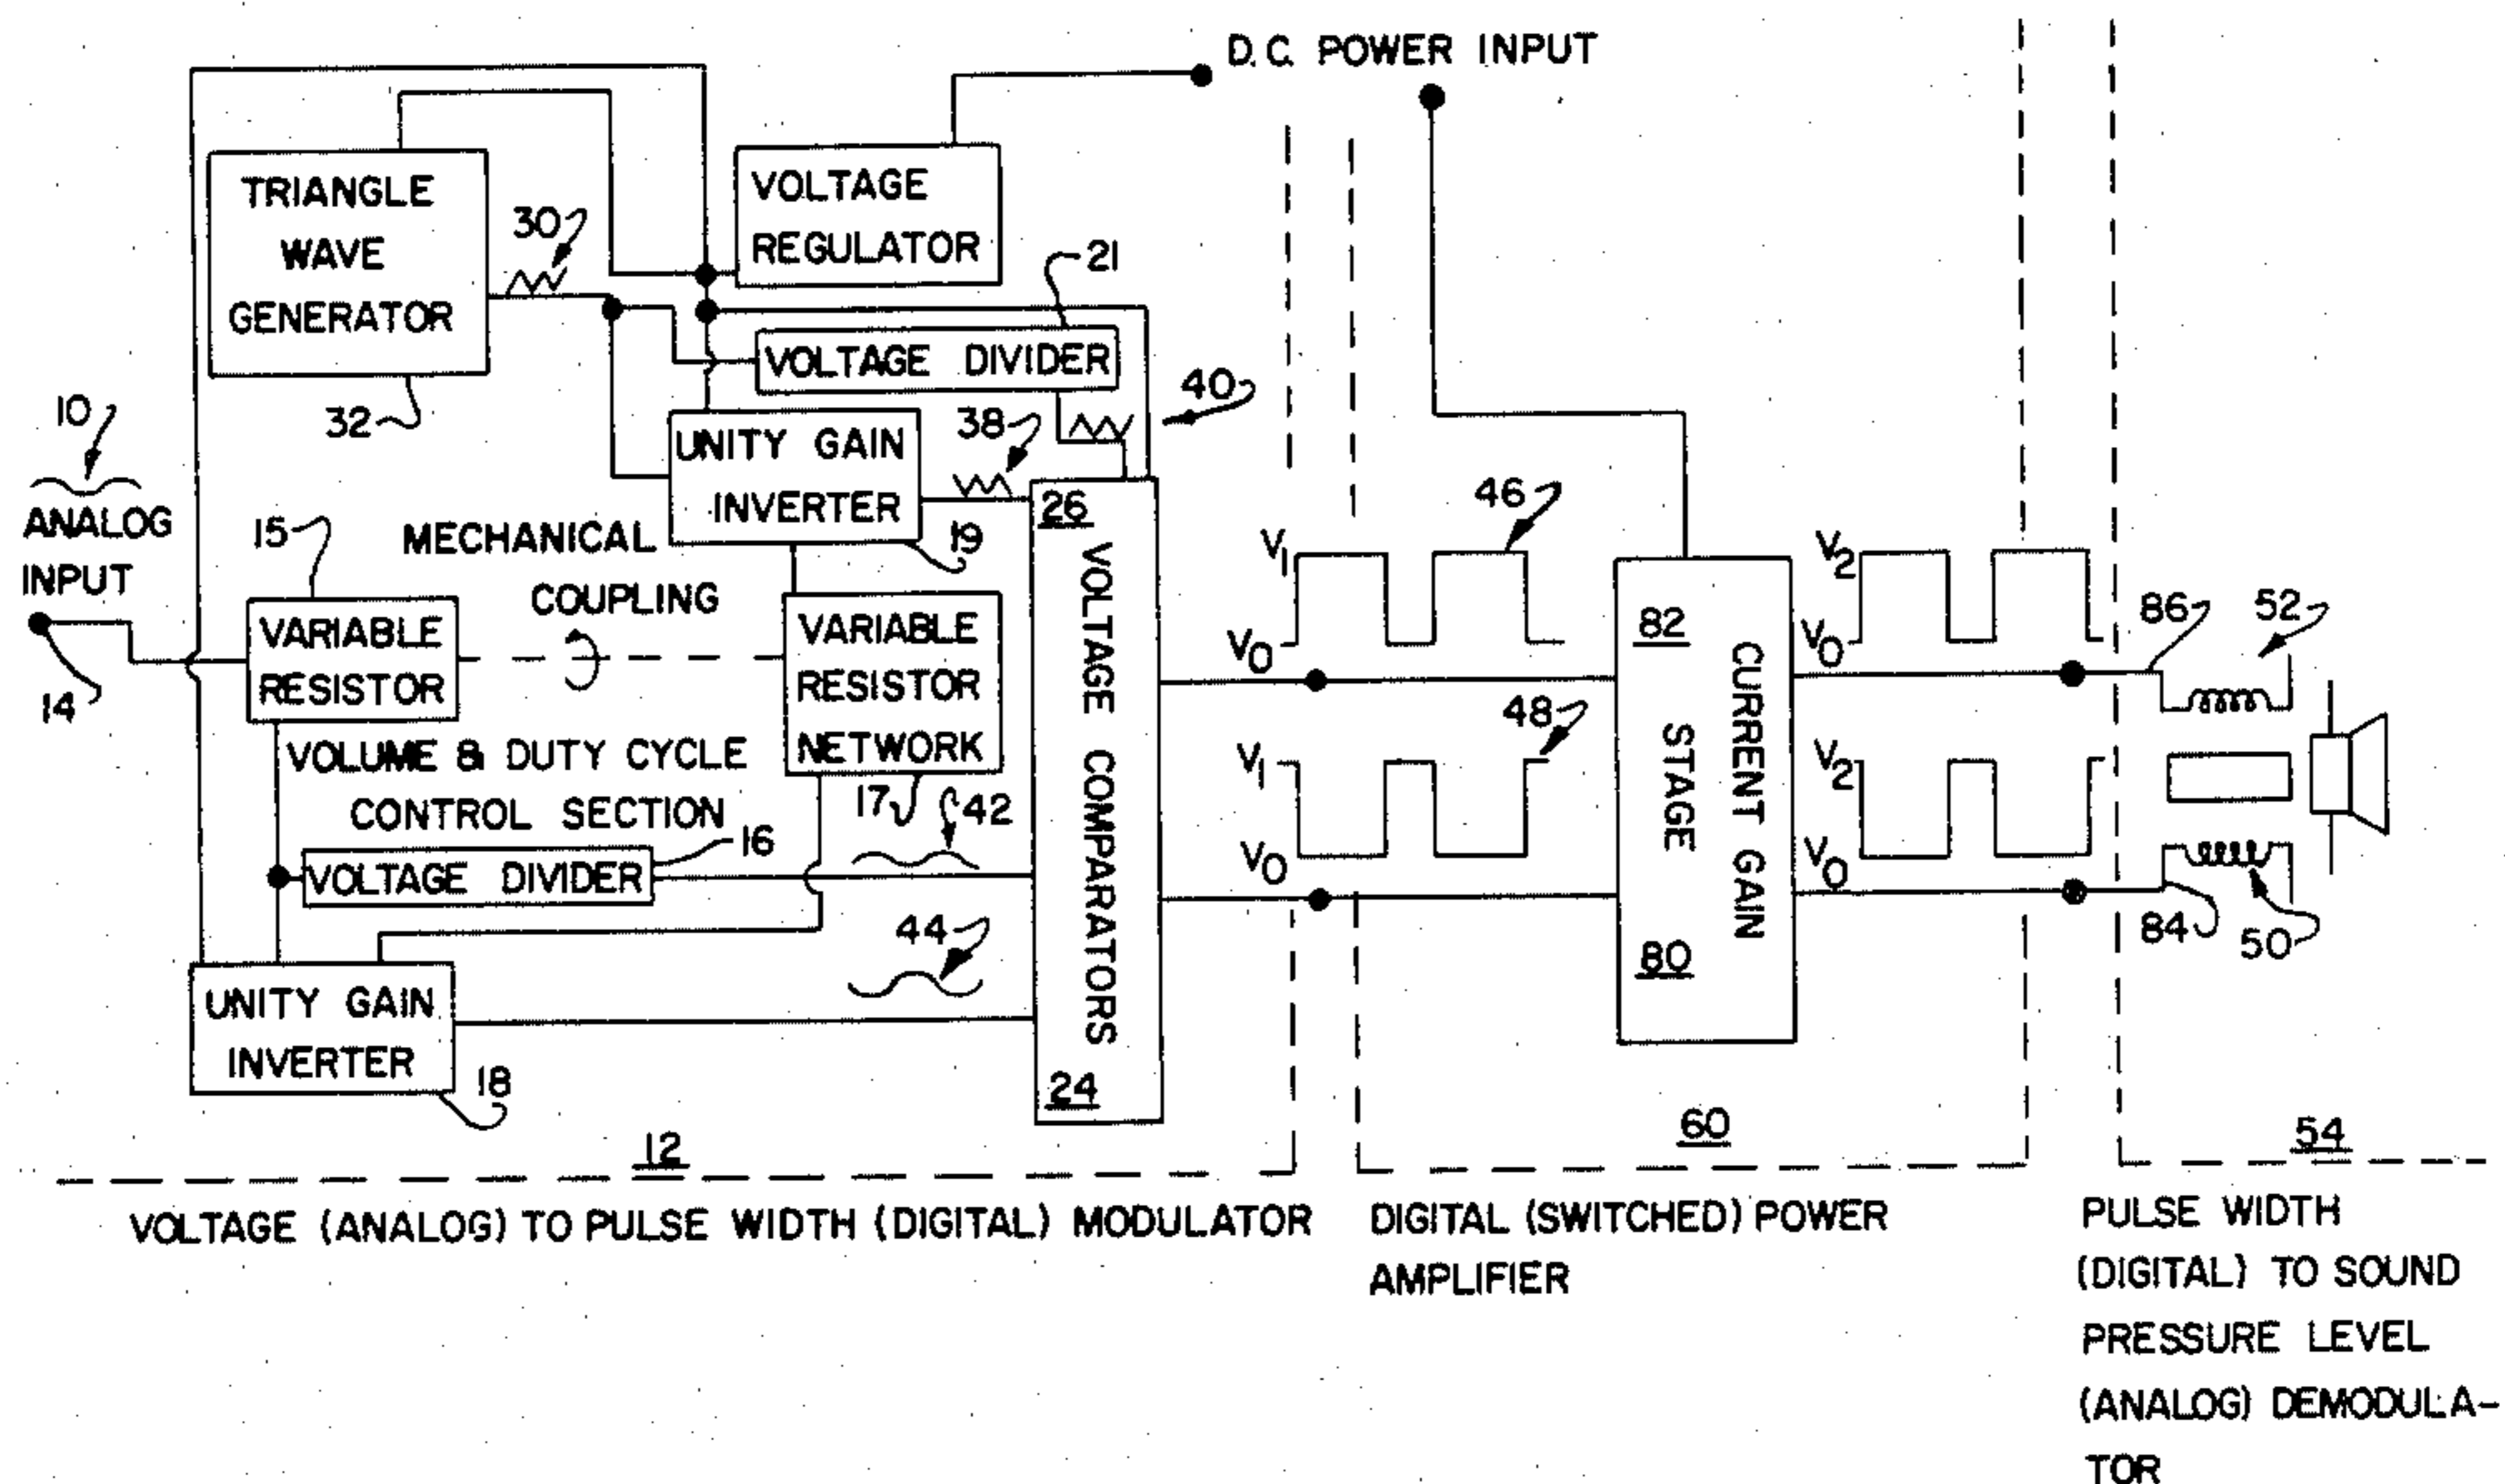 D.C. POWER INPUT
TRIANGLE
WAVE
GENERATOR
30
VOLTAGE
REGULATOR
21
VOLTAGE DIVIDER
32
40
10
ANALOG
INPUT
14
15
MECHANICAL
COUPLING
UNITY GAIN
INVERTER
38
19
26
VOLTAGE COMPARATORS
24
VARIABLE
RESISTOR
VARIABLE
RESISTOR
NETWORK
17
42
VOLUME & DUTY CYCLE
CONTROL SECTION
16
VOLTAGE DIVIDER
44
UNITY GAIN
INVERTER
18
12
VOLTAGE (ANALOG) TO PULSE WIDTH (DIGITAL) MODULATOR
V1
V0
46
V1
V0
48
82
CURRENT GAIN
STAGE
80
V2
V0
V2
V0
60
DIGITAL (SWITCHED) POWER
AMPLIFIER
86
52
84
50
54
PULSE WIDTH
(DIGITAL) TO SOUND
PRESSURE LEVEL
(ANALOG) DEMODULA-
TOR